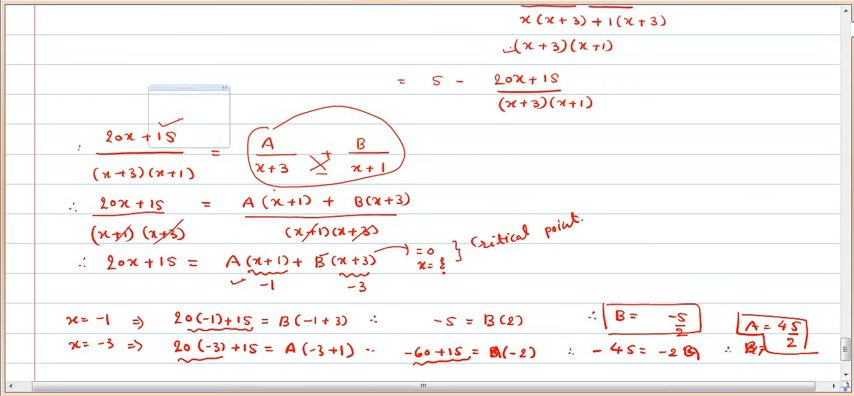 x(x+3)+1(x+3)
∴(x+3)(x+1)
= 5 - (20x+15)/((x+3)(x+1))
∴ (20x+15)/((x+3)(x+1)) = A/(x+3) + B/(x+1)
∴ (20x+15)/((x+1)(x+3)) = (A(x+1) + B(x+3))/((x+1)(x+3))
∴ 20x+15 = A(x+1) + B(x+3) =0 x=? } Critical point.
-1 -3
x=-1 ⇒ 20(-1)+15 = B(-1+3) ∴ -5 = B(2) ∴ B = -5/2
x=-3 ⇒ 20(-3)+15 = A(-3+1) ∴ -60+15 = A(-2) ∴ -45 = -2 ∴ A = 45/2